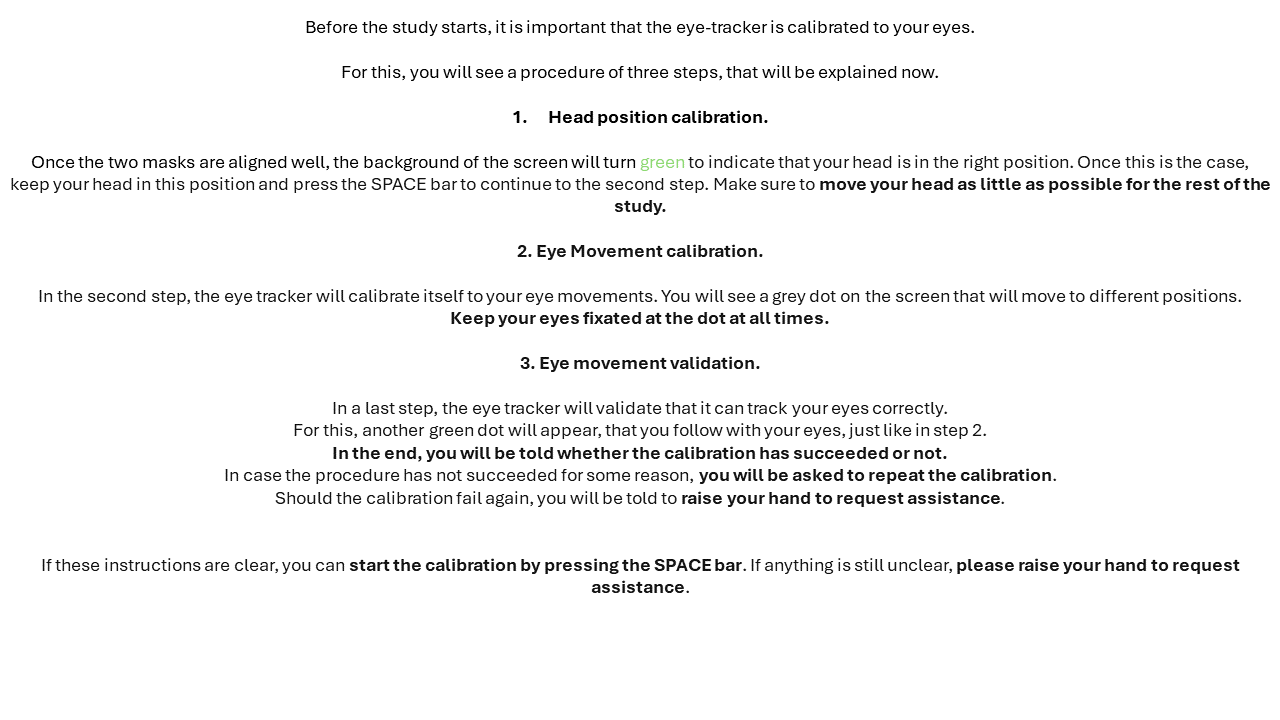 Before the study starts, it is important that the eye-tracker is calibrated to your eyes.
For this, you will see a procedure of three steps, that will be explained now.
1. Head position calibration.
Once the two masks are aligned well, the background of the screen will turn green to indicate that your head is in the right position. Once this is the case,
keep your head in this position and press the SPACE bar to continue to the second step. Make sure to move your head as little as possible for the rest of the
study.
2. Eye Movement calibration.
In the second step, the eye tracker will calibrate itself to your eye movements. You will see a grey dot on the screen that will move to different positions.
Keep your eyes fixated at the dot at all times.
3. Eye movement validation.
In a last step, the eye tracker will validate that it can track your eyes correctly.
For this, another green dot will appear, that you follow with your eyes, just like in step 2.
In the end, you will be told whether the calibration has succeeded or not.
In case the procedure has not succeeded for some reason, you will be asked to repeat the calibration.
Should the calibration fail again, you will be told to raise your hand to request assistance.
If these instructions are clear, you can start the calibration by pressing the SPACE bar. If anything is still unclear, please raise your hand to request
assistance.